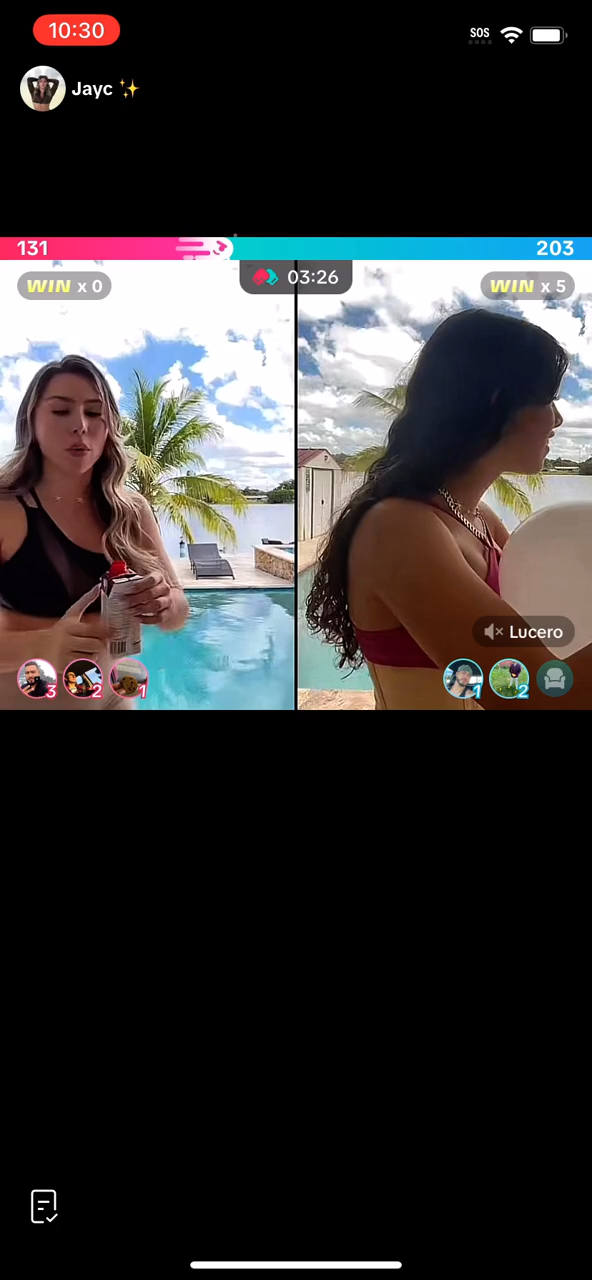 10:30
SOS
Jayc ✨
131
203
WIN x 0
03:26
WIN x 5
Lucero
3
2
1
1
2